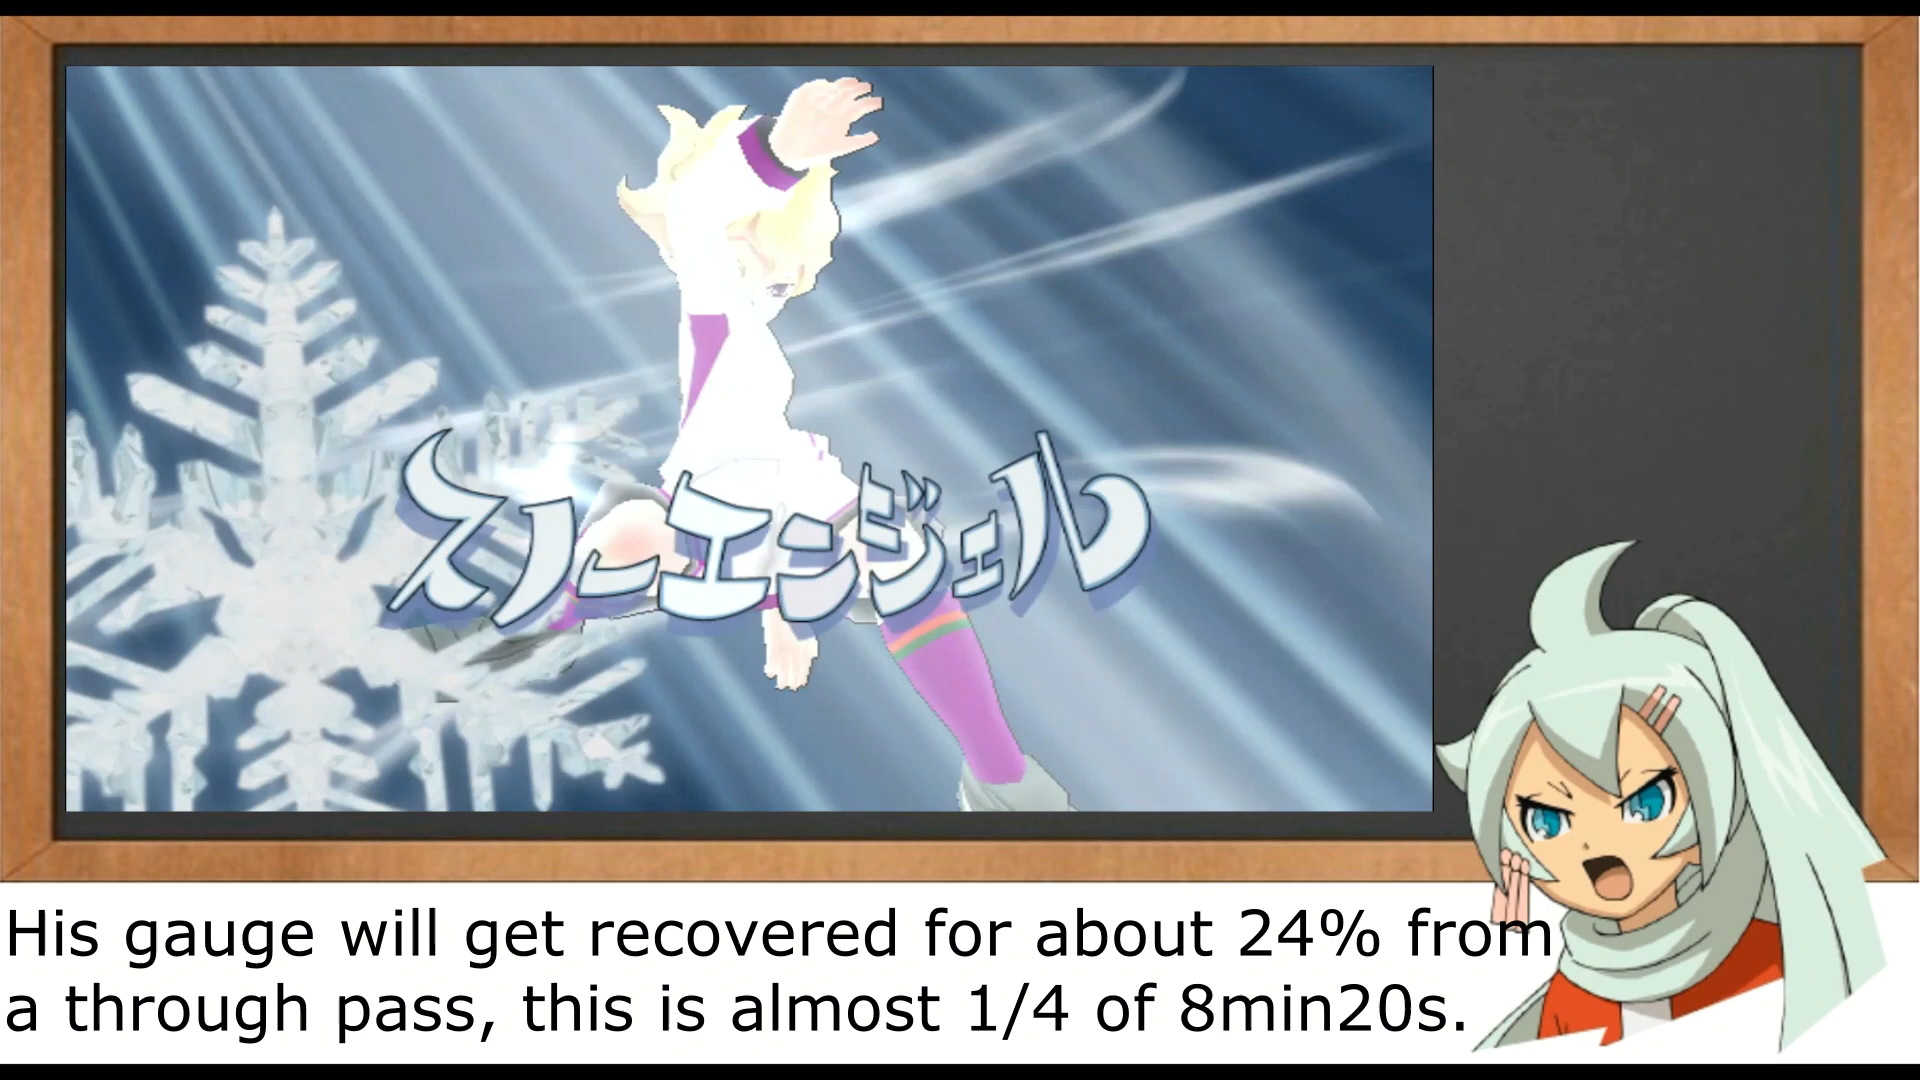 スノーエンジェル
His gauge will get recovered for about 24% from
a through pass, this is almost 1/4 of 8min20s.